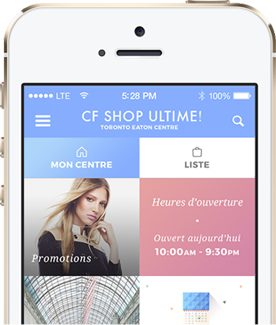 LTE 5:28 PM 100%
CF SHOP ULTIME!
TORONTO EATON CENTRE
MON CENTRE
LISTE
Heures d'ouverture
Promotions
Ouvert aujourd'hui
10:00AM - 9:30PM